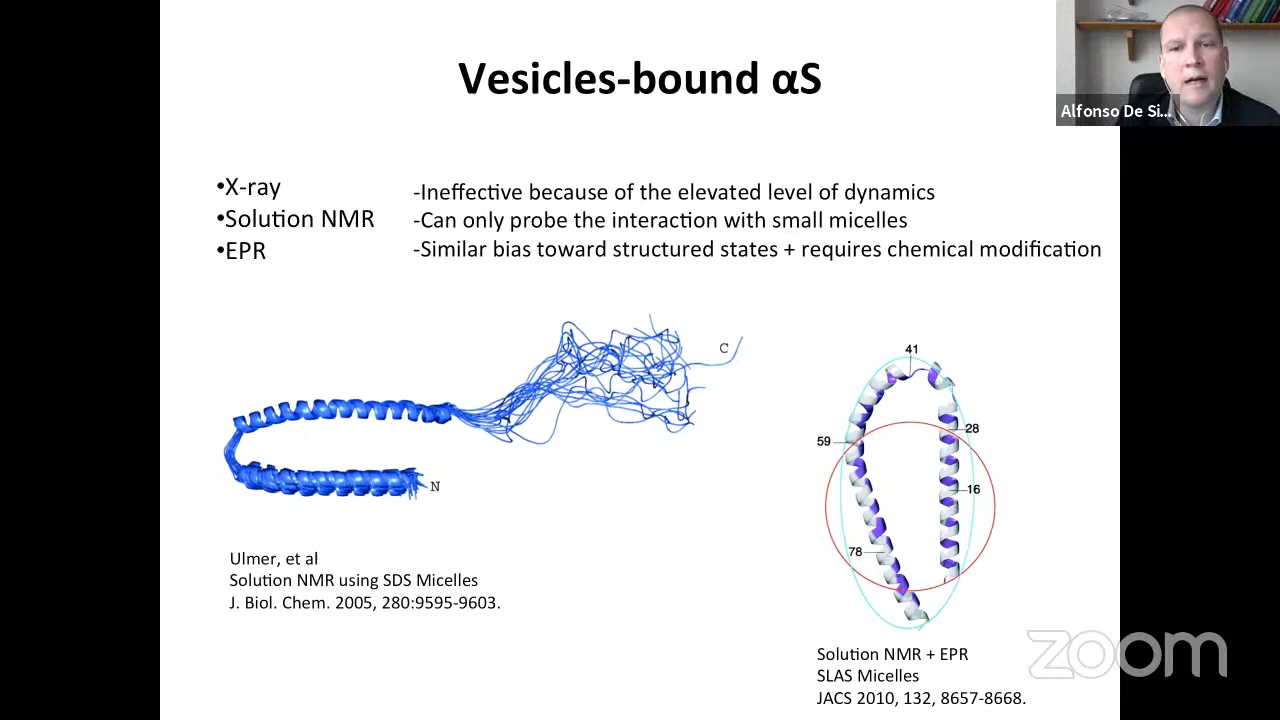 Vesicles-bound αS
Alfonso De Si...
•X-ray
•Solution NMR
•EPR
-Ineffective because of the elevated level of dynamics
-Can only probe the interaction with small micelles
-Similar bias toward structured states + requires chemical modification
C
N
41
28
59
16
78
Ulmer, et al
Solution NMR using SDS Micelles
J. Biol. Chem. 2005, 280:9595-9603.
Solution NMR + EPR
SLAS Micelles
JACS 2010, 132, 8657-8668.
zoom